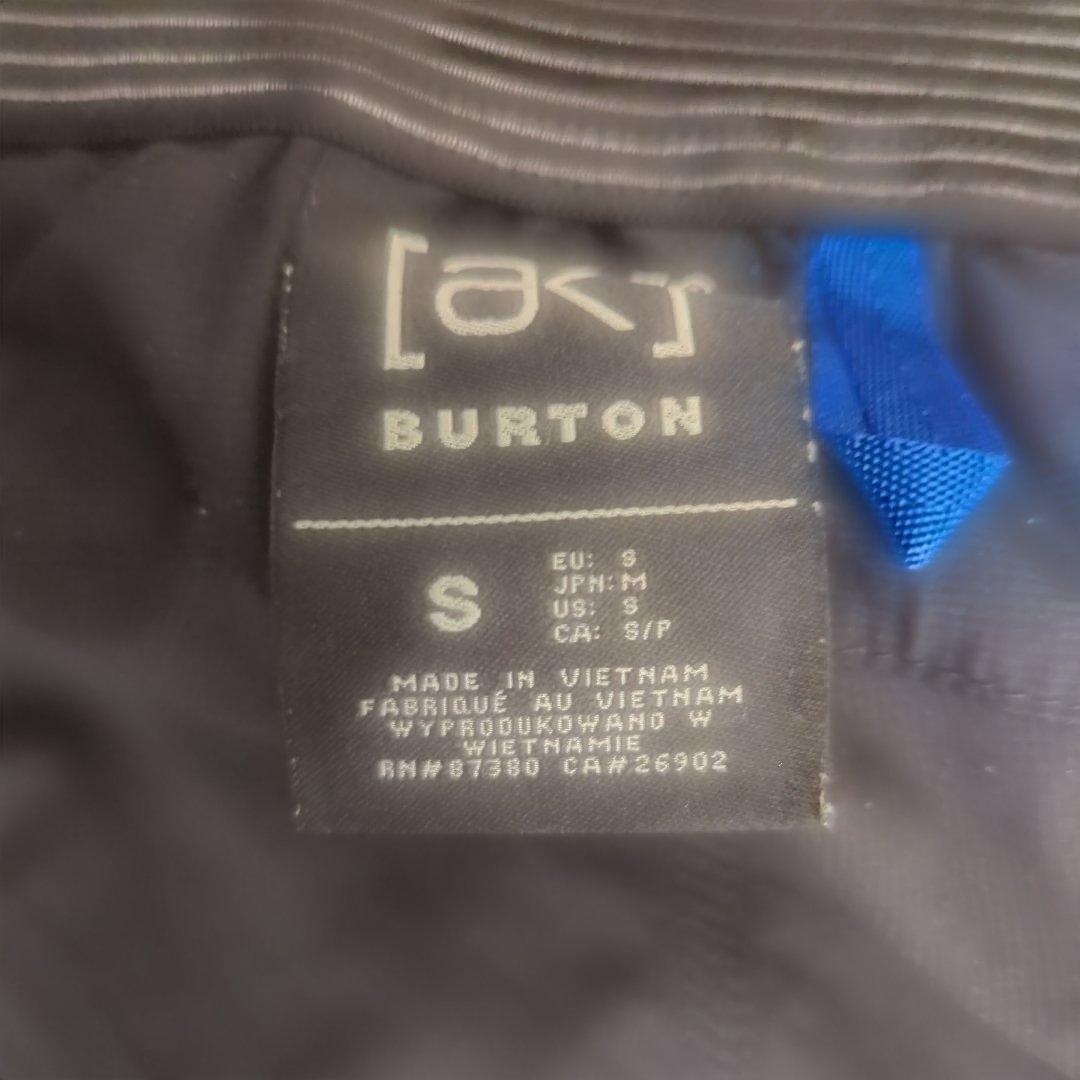 [ak]
BURTON
S
EU: S
JPN: M
US: S
CA: S/P
MADE IN VIETNAM
FABRIQUÉ AU VIETNAM
WYPRODUKOWANO W
WIETNAMIE
RN#87380 CA#26902